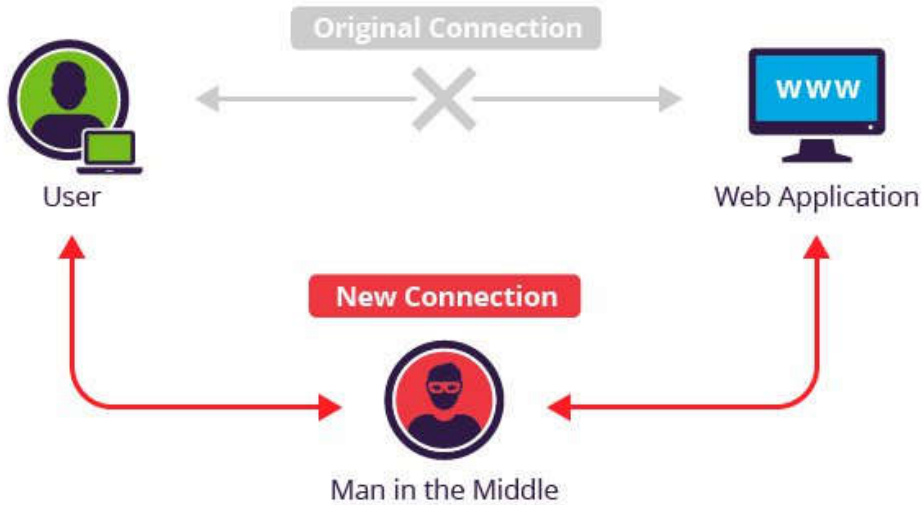 Original Connection
www
User
Web Application
New Connection
Man in the Middle